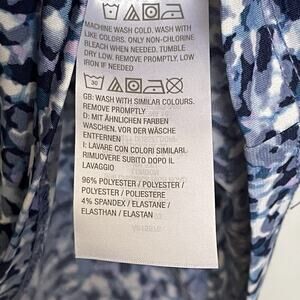 MACHINE WASH COLD. WASH WITH
LIKE COLORS. ONLY NON-CHLORINE
BLEACH WHEN NEEDED. TUMBLE
DRY LOW. REMOVE PROMPTLY, LOW
IRON IF NEEDED
30
GB: WASH WITH SIMILAR COLOURS.
REMOVE PROMPTLY
D: MIT ÄHNLICHEN FARBEN
WASCHEN. VOR DER WÄSCHE
ENTFERNEN
I: LAVARE CON COLORI SIMILARI.
RIMUOVERE SUBITO DOPO IL
LAVAGGIO
96% POLYESTER / POLYESTER /
POLYESTER / POLIESTERE
4% SPANDEX / ELASTANE /
ELASTHAN / ELASTAN